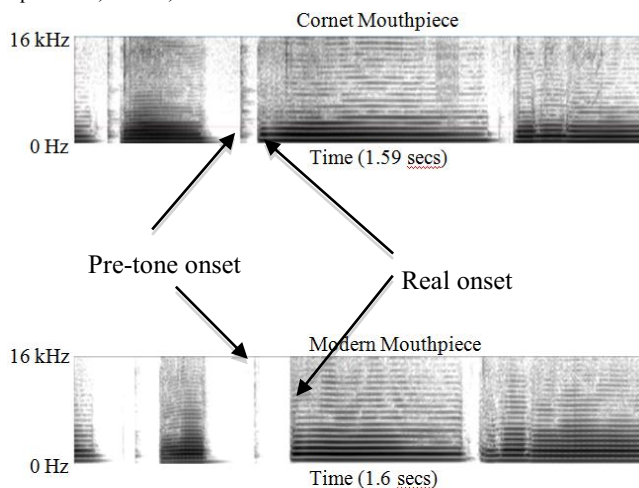 Cornet Mouthpiece
16 kHz
0 Hz
Time (1.59 secs)
Pre-tone onset
Real onset
Modern Mouthpiece
16 kHz
0 Hz
Time (1.6 secs)